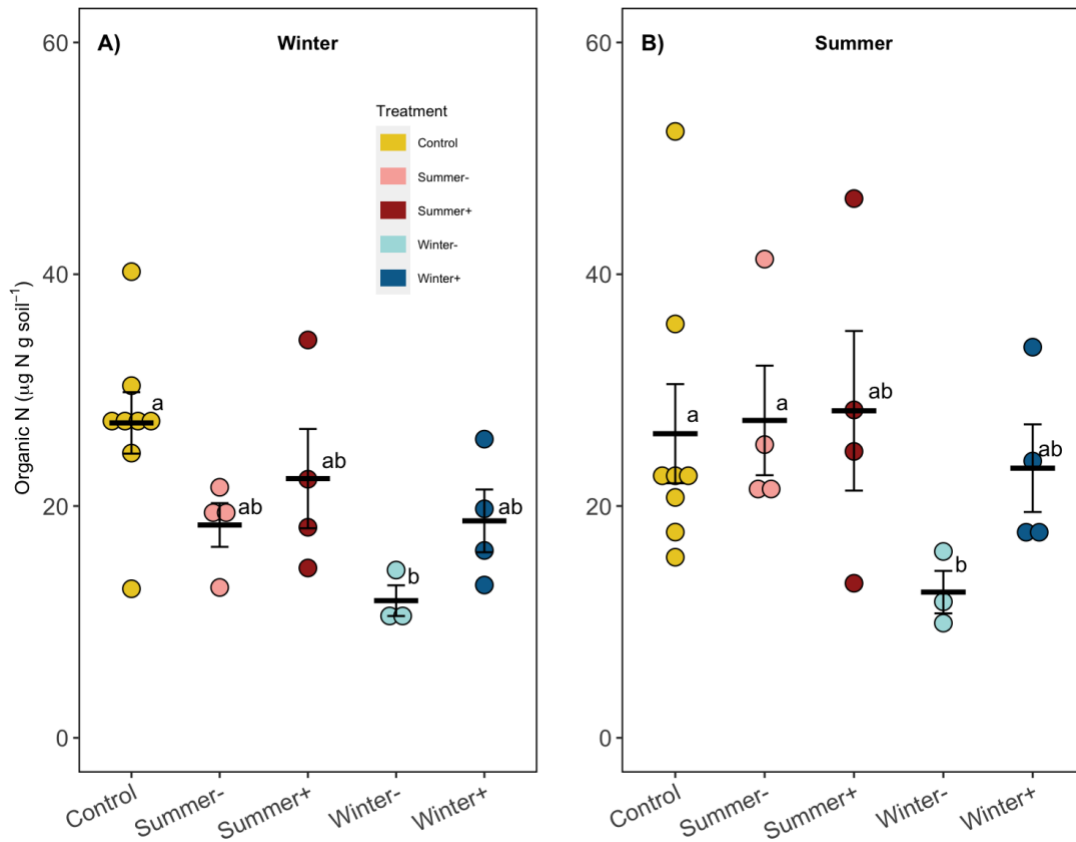 A)
Winter
60
40
20
0
Organic N (µg N g soil⁻¹)
Treatment
Control
Summer-
Summer+
Winter-
Winter+
a
ab
ab
b
ab
Control
Summer-
Summer+
Winter-
Winter+
B)
Summer
60
40
20
0
a
a
ab
b
ab
Control
Summer-
Summer+
Winter-
Winter+